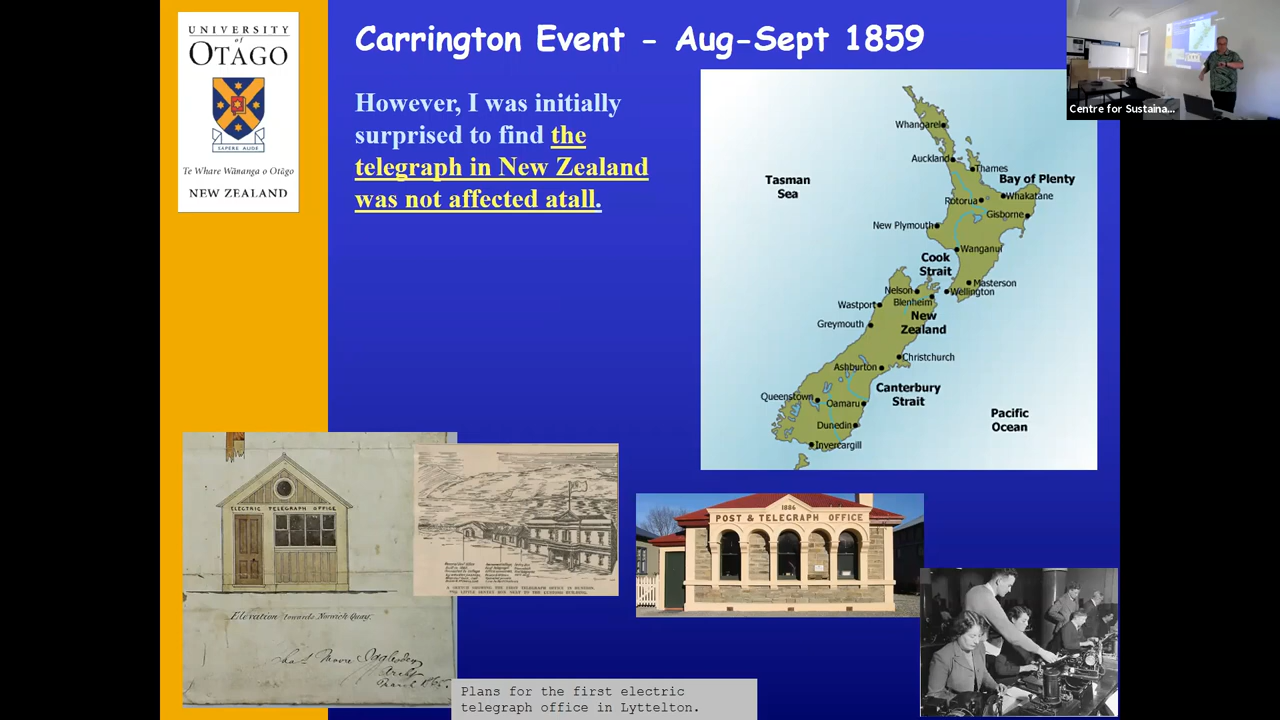 UNIVERSITY
of
OTAGO
SAPERE AUDE
Te Whare Wānanga o Otāgo
NEW ZEALAND
Carrington Event - Aug-Sept 1859
However, I was initially
surprised to find the
telegraph in New Zealand
was not affected atall.
Centre for Sustaina...
Whangarei
Auckland
Thames
Bay of Plenty
Tasman
Sea
Rotorua
Whakatane
Gisborne
New Plymouth
Wanganui
Cook
Strait
Masterson
Nelson
Wellington
Blenheim
Wastport
New
Zealand
Greymouth
Christchurch
Ashburton
Canterbury
Strait
Queenstown
Oamaru
Pacific
Ocean
Dunedin
Invercargill
ELECTRIC TELEGRAPH OFFICE
Elevation towards Norwich Quay.
1886
POST & TELEGRAPH OFFICE
Plans for the first electric
telegraph office in Lyttelton.